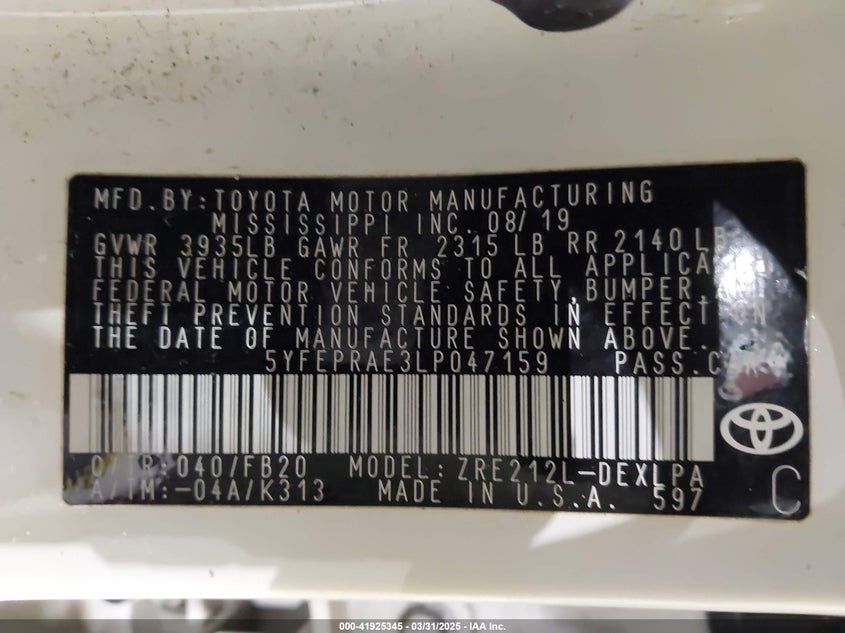 MFD.BY:TOYOTA MOTOR MANUFACTURING
MISSISSIPPI INC. 08/19
GVWR 3935LB GAWR FR 2315 LB RR 2140 LB
THIS VEHICLE CONFORMS TO ALL
FEDERAL MOTOR VEHICLE SAFETY,BUMPER,
THEFT PREVENTION STANDARDS IN EFFECT
THE DATE OF MANUFACTURE SHOWN ABOVE.
5YFEPRAE3LP047159 PASS.
040/FB20 MODEL: ZRE212L-DEXLPA
A/TM:-04A/K313 MADE IN U.S.A. 597
C
000-41925345 | 03/31/2025 | IAA Inc.